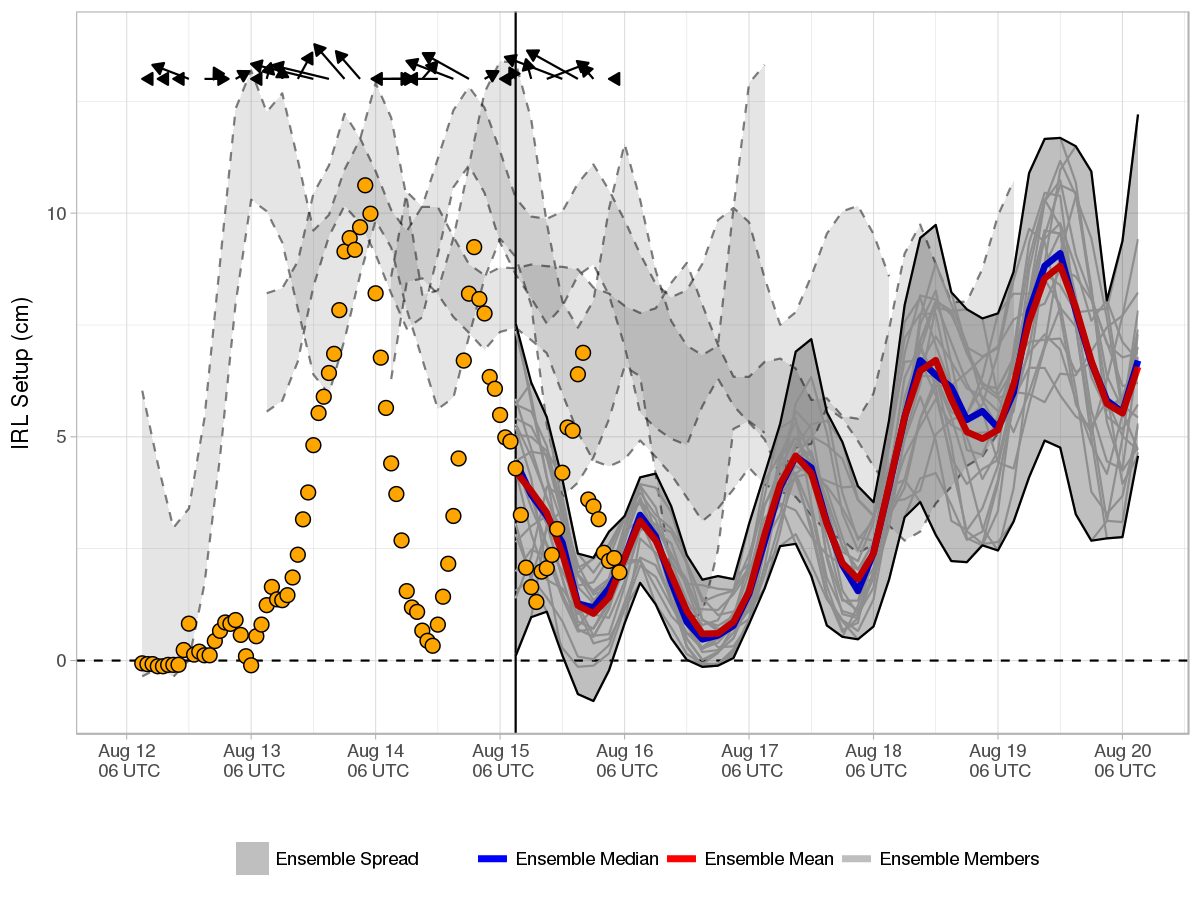 IRL Setup (cm)
10
5
0
Aug 12 Aug 13 Aug 14 Aug 15 Aug 16 Aug 17 Aug 18 Aug 19 Aug 20
06 UTC 06 UTC 06 UTC 06 UTC 06 UTC 06 UTC 06 UTC 06 UTC 06 UTC
Ensemble Spread Ensemble Median Ensemble Mean Ensemble Members